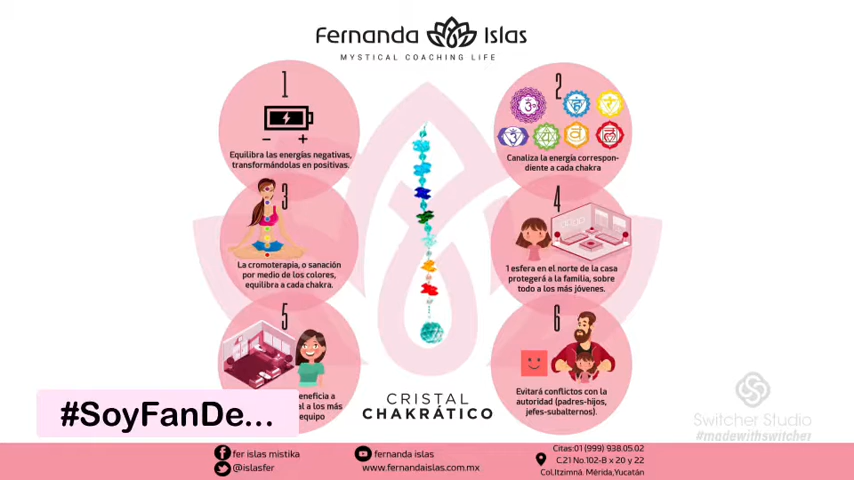 Fernanda Islas
MYSTICAL COACHING LIFE
1
Equilibra las energías negativas,
transformándolas en positivas.
2
Canaliza la energía correspon-
diente a cada chakra
3
La cromoterapia, o sanación
por medio de los colores,
equilibra a cada chakra.
4
1 esfera en el norte de la casa
protegerá a la familia, sobre
todo a los más jóvenes.
5
a los más
equipo
6
Evitará conflictos con la
autoridad (padres-hijos,
jefes-subalternos).
CRISTAL
CHAKRÁTICO
#SoyFanDe...
Switcher Studio
#madewithswitcher
fer islas mistika
@islasfer
fernanda islas
www.fernandaislas.com.mx
Citas:01 (999) 938.05.02
C.21 No.102-B x 20 y 22
Col.Itzimná. Mérida,Yucatán